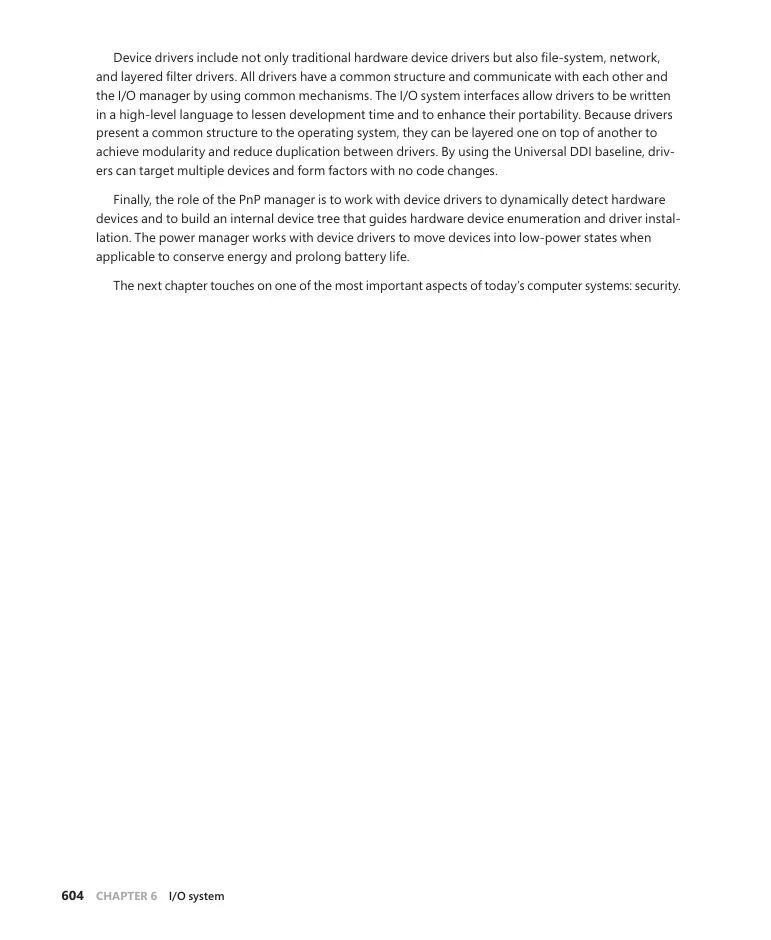 Device drivers include not only traditional hardware device drivers but also file-system, network,
and layered filter drivers. All drivers have a common structure and communicate with each other and
the I/O manager by using common mechanisms. The I/O system interfaces allow drivers to be written
in a high-level language to lessen development time and to enhance their portability. Because drivers
present a common structure to the operating system, they can be layered one on top of another to
achieve modularity and reduce duplication between drivers. By using the Universal DDI baseline, driv-
ers can target multiple devices and form factors with no code changes.
Finally, the role of the PnP manager is to work with device drivers to dynamically detect hardware
devices and to build an internal device tree that guides hardware device enumeration and driver instal-
lation. The power manager works with device drivers to move devices into low-power states when
applicable to conserve energy and prolong battery life.
The next chapter touches on one of the most important aspects of today’s computer systems: security.
604 CHAPTER 6 I/O system